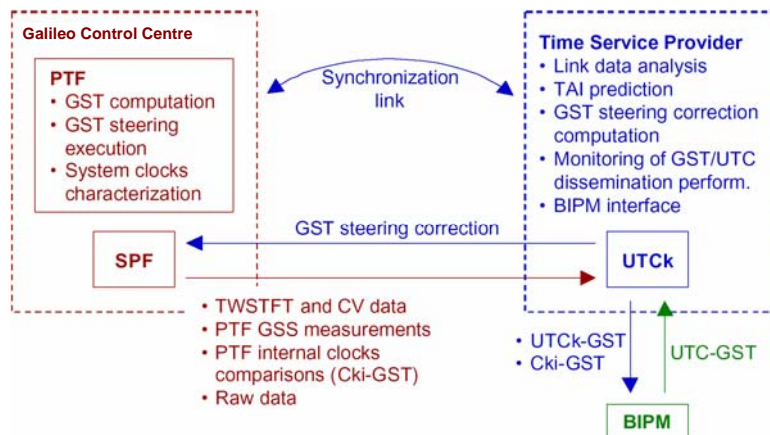 Galileo Control Centre
PTF
• GST computation
• GST steering
execution
• System clocks
characterization
SPF
Synchronization
link
Time Service Provider
• Link data analysis
• TAI prediction
• GST steering correction
computation
• Monitoring of GST/UTC
dissemination perform.
• BIPM interface
UTCk
GST steering correction
• TWSTFT and CV data
• PTF GSS measurements
• PTF internal clocks
comparisons (Cki-GST)
• Raw data
• UTCk-GST
• Cki-GST
UTC-GST
BIPM